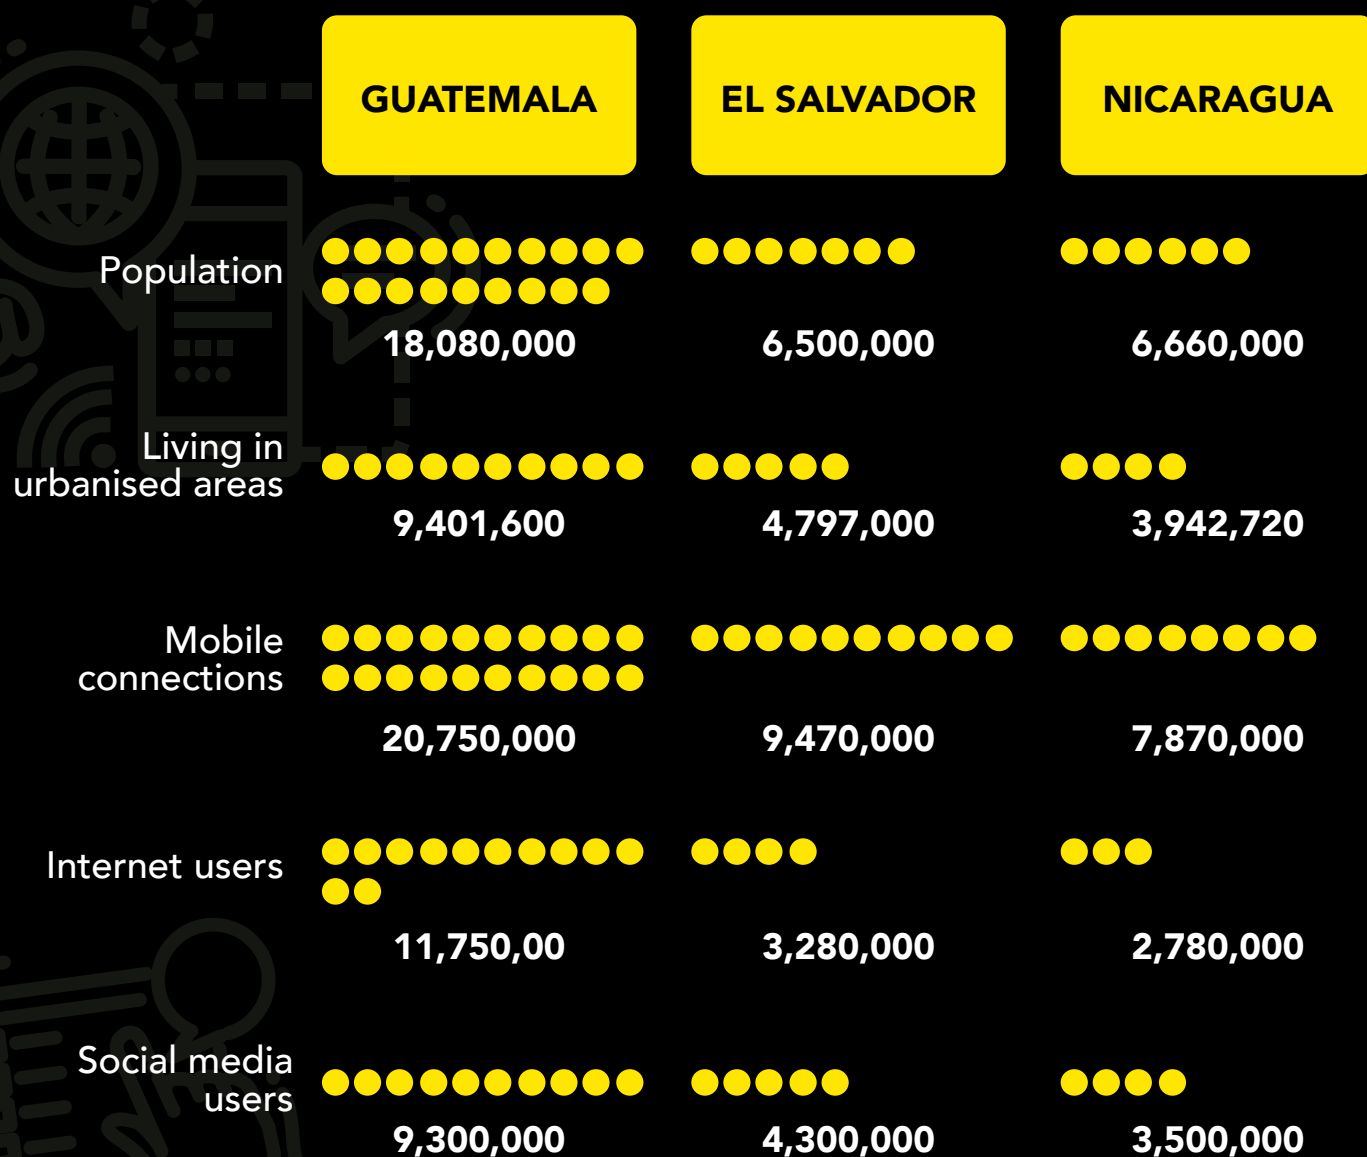 GUATEMALA EL SALVADOR NICARAGUA
Population
18,080,000 6,500,000 6,660,000
Living in
urbanised areas
9,401,600 4,797,000 3,942,720
Mobile
connections
20,750,000 9,470,000 7,870,000
Internet users
11,750,00 3,280,000 2,780,000
Social media
users
9,300,000 4,300,000 3,500,000